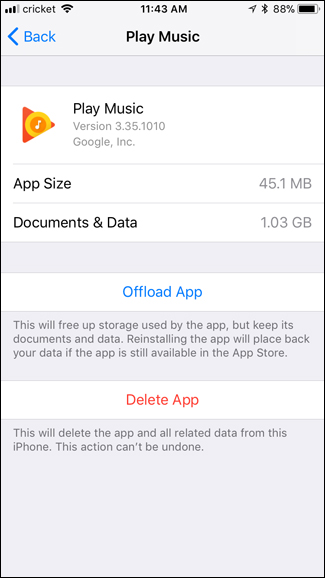 cricket 11:43 AM 88%
Back Play Music
Play Music
Version 3.35.1010
Google, Inc.
App Size 45.1 MB
Documents & Data 1.03 GB
Offload App
This will free up storage used by the app, but keep its
documents and data. Reinstalling the app will place back
your data if the app is still available in the App Store.
Delete App
This will delete the app and all related data from this
iPhone. This action can't be undone.